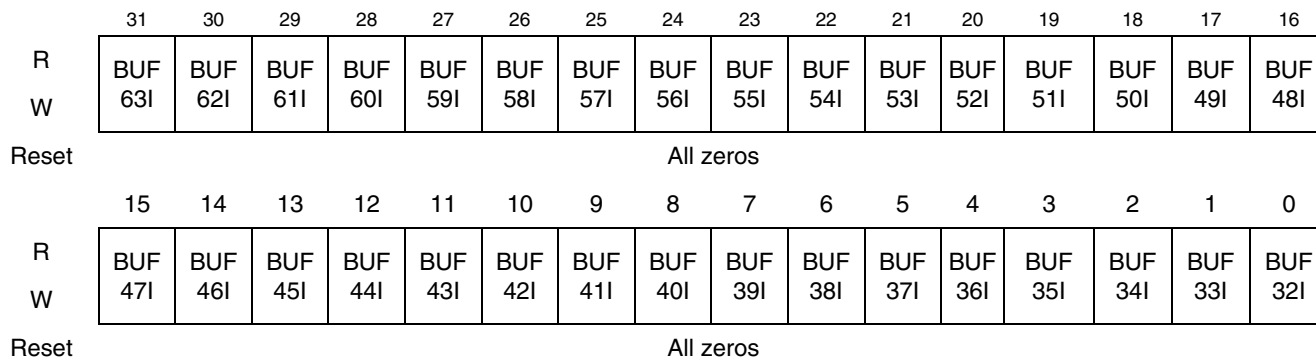 31 30 29 28 27 26 25 24 23 22 21 20 19 18 17 16
R
BUF BUF BUF BUF BUF BUF BUF BUF BUF BUF BUF BUF BUF BUF BUF BUF
63I 62I 61I 60I 59I 58I 57I 56I 55I 54I 53I 52I 51I 50I 49I 48I
W
Reset All zeros
15 14 13 12 11 10 9 8 7 6 5 4 3 2 1 0
R
BUF BUF BUF BUF BUF BUF BUF BUF BUF BUF BUF BUF BUF BUF BUF BUF
47I 46I 45I 44I 43I 42I 41I 40I 39I 38I 37I 36I 35I 34I 33I 32I
W
Reset All zeros